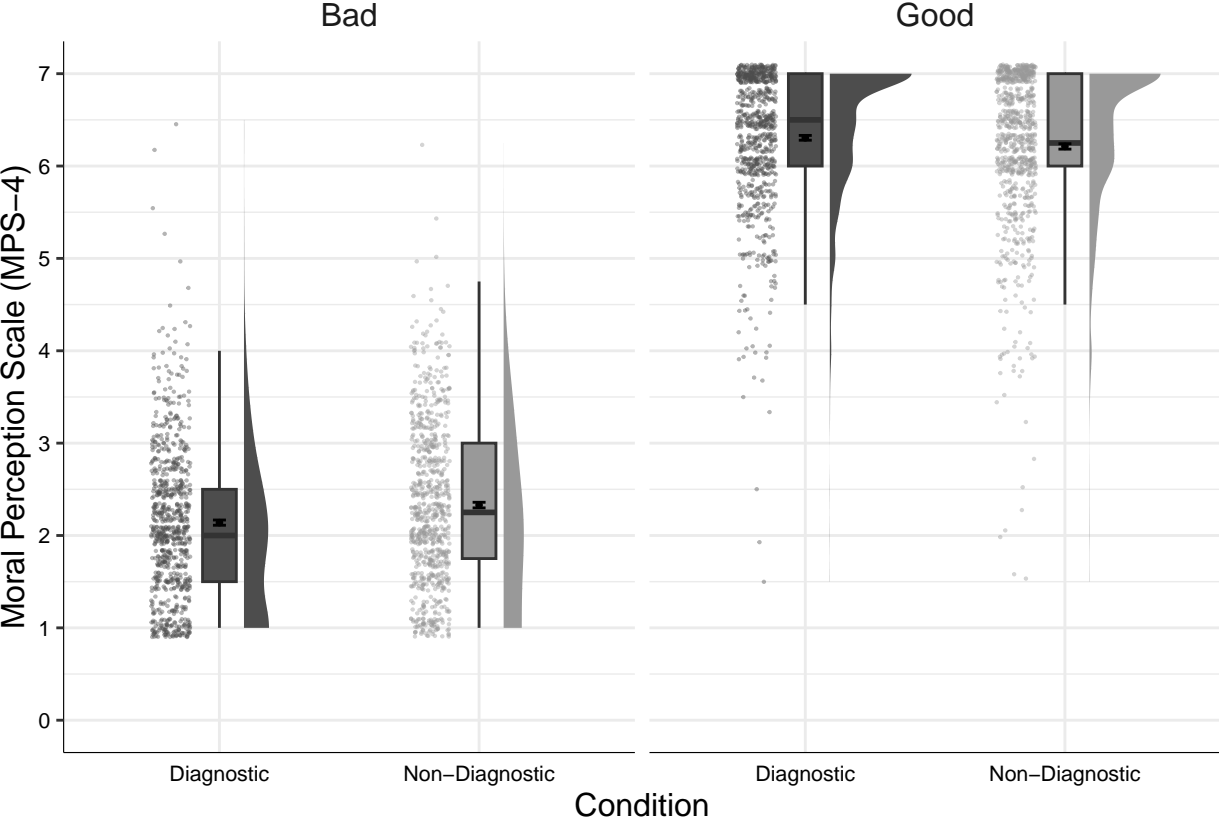 Bad
Good
Moral Perception Scale (MPS−4)
7
6
5
4
3
2
1
0
Diagnostic
Non−Diagnostic
Diagnostic
Non−Diagnostic
Condition